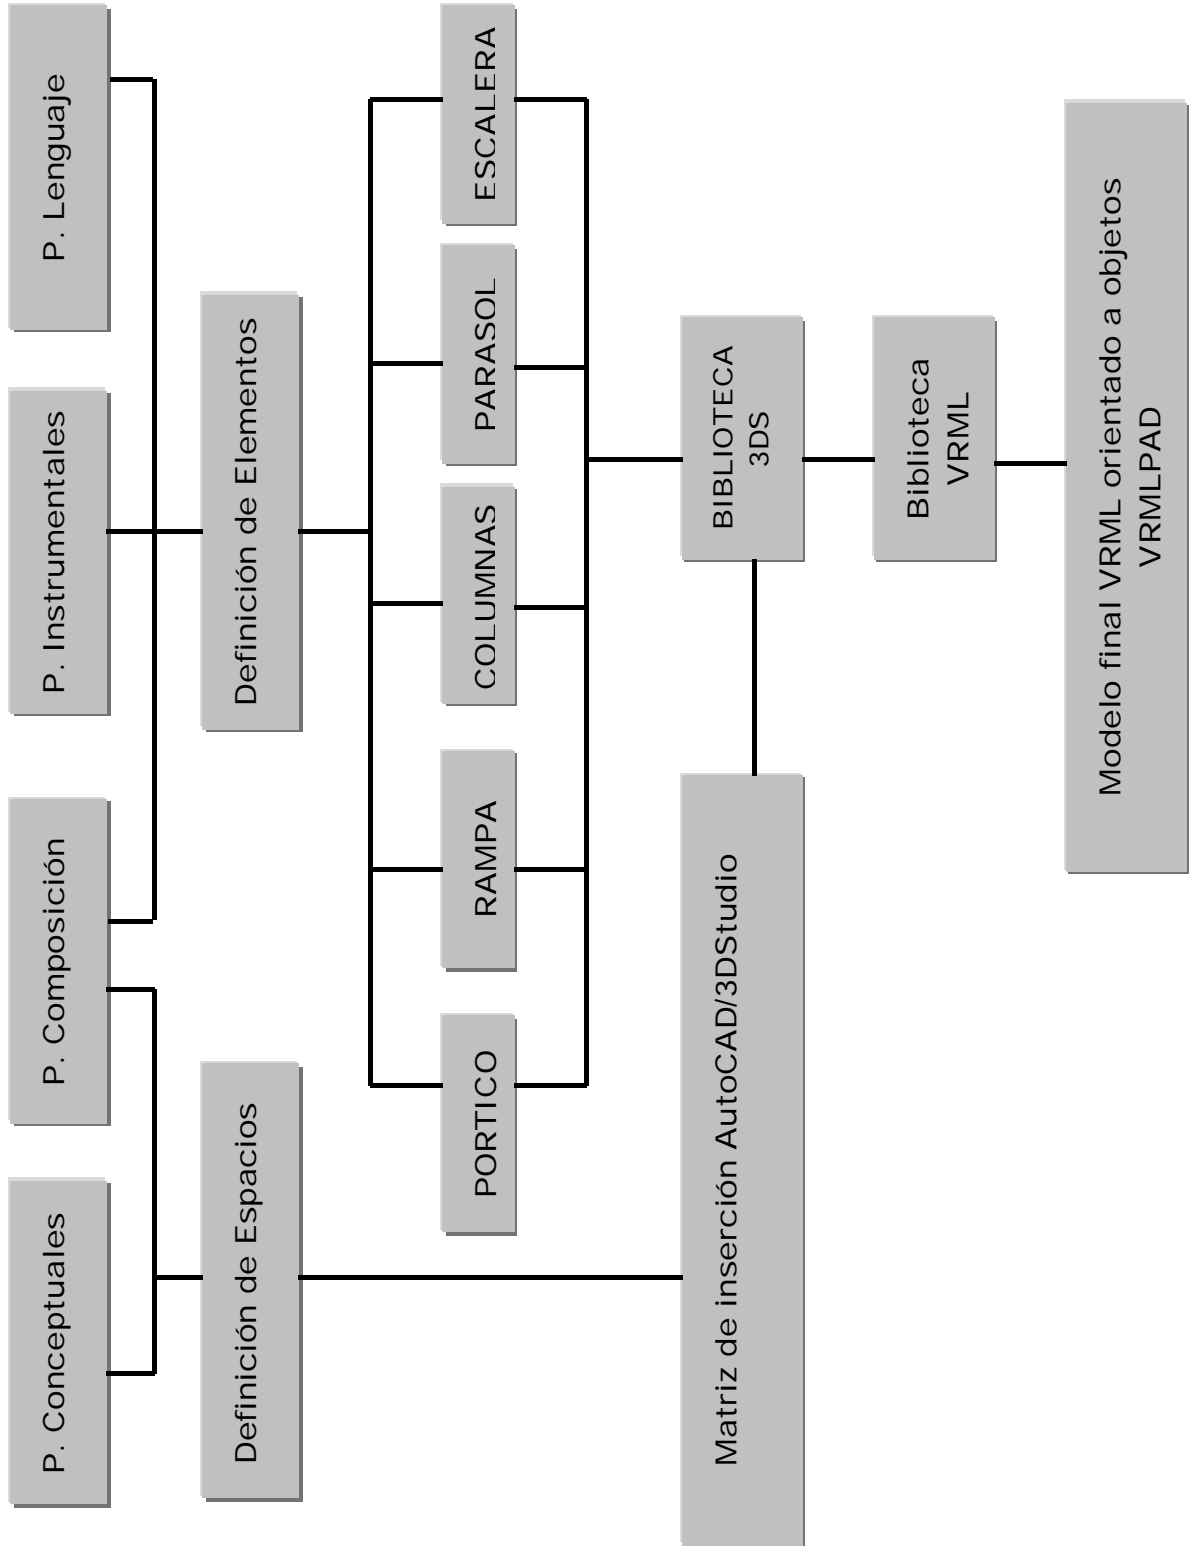 P. Conceptuales
P. Composición
P. Instrumentales
P. Lenguaje
Definición de Espacios
Definición de Elementos
PORTICO
RAMPA
COLUMNAS
PARASOL
ESCALERA
Matriz de inserción AutoCAD/3DStudio
BIBLIOTECA
3DS
Biblioteca
VRML
Modelo final VRML orientado a objetos
VRMLPAD